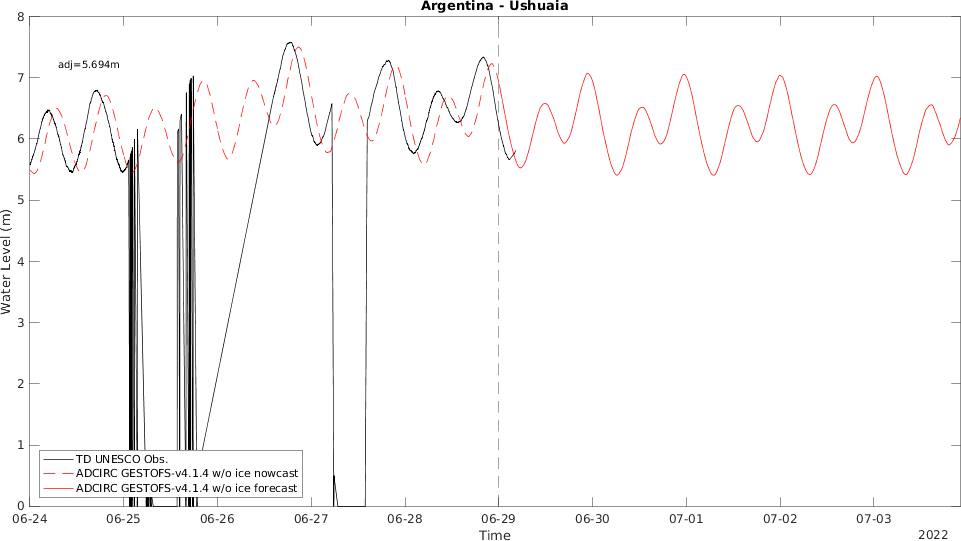 Argentina - Ushuaia
8
adj=5.694m
7
6
5
4
3
2
1
0
Water Level (m)
TD UNESCO Obs.
ADCIRC GESTOFS-v4.1.4 w/o ice nowcast
ADCIRC GESTOFS-v4.1.4 w/o ice forecast
06-24 06-25 06-26 06-27 06-28 06-29 06-30 07-01 07-02 07-03
Time
2022